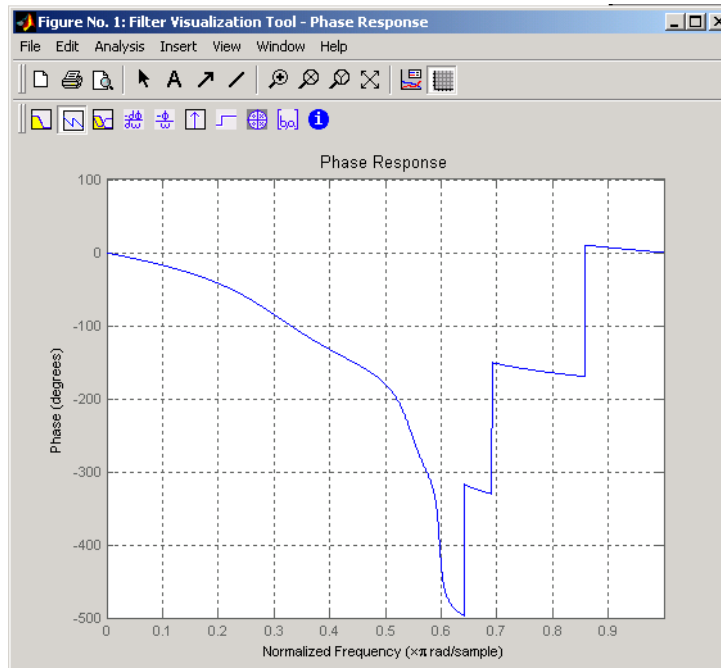 Figure No. 1: Filter Visualization Tool - Phase Response
File Edit Analysis Insert View Window Help
A
-dΦ/dω -Φ/ω [b,a] i
Phase Response
100
0
-100
-200
-300
-400
-500
Phase (degrees)
0 0.1 0.2 0.3 0.4 0.5 0.6 0.7 0.8 0.9
Normalized Frequency (×π rad/sample)